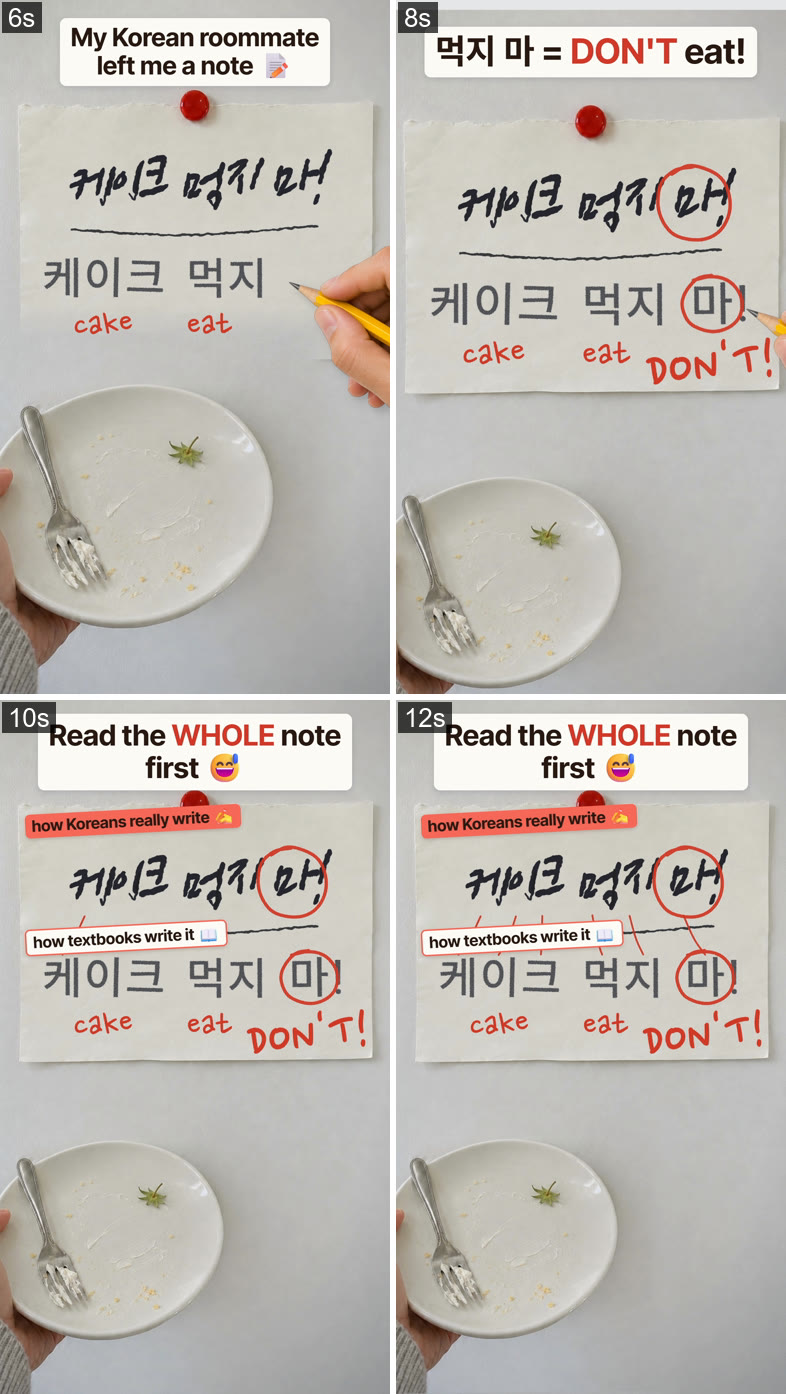 6s
My Korean roommate
left me a note 📝
케이크 먹지 마!
케이크 먹지
cake eat
8s
먹지 마 = DON'T eat!
케이크 먹지 마!
케이크 먹지 마!
cake eat DON'T!
10s
Read the WHOLE note
first 😅
how Koreans really write ✍️
케이크 먹지 마!
how textbooks write it 📖
케이크 먹지 마!
cake eat DON'T!
12s
Read the WHOLE note
first 😅
how Koreans really write ✍️
케이크 먹지 마!
how textbooks write it 📖
케이크 먹지 마!
cake eat DON'T!